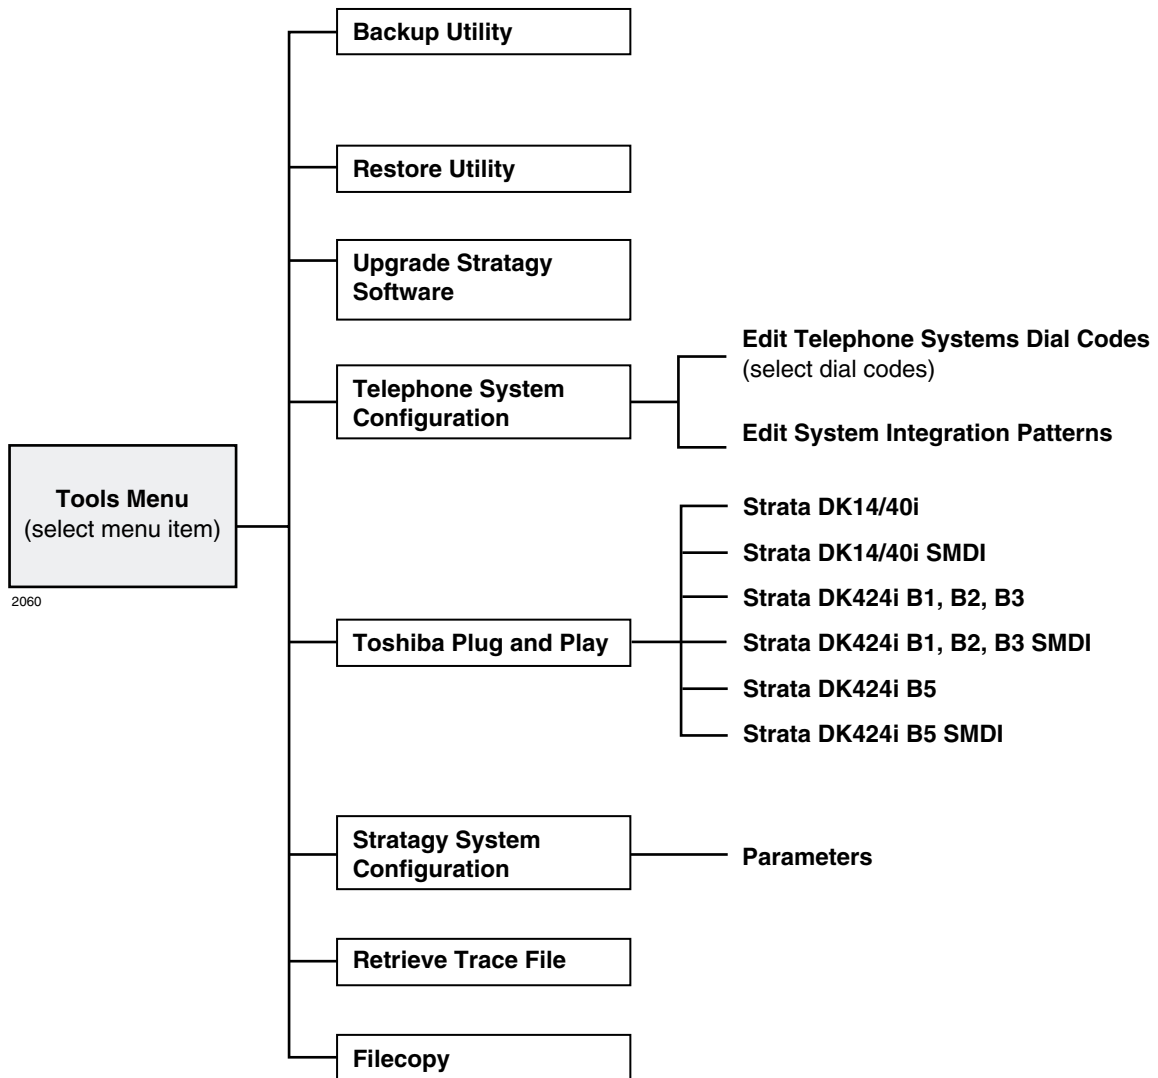 Backup Utility
Restore Utility
Upgrade Stratagy
Software
Telephone System
Configuration
Edit Telephone Systems Dial Codes
(select dial codes)
Edit System Integration Patterns
Tools Menu
(select menu item)
2060
Toshiba Plug and Play
Strata DK14/40i
Strata DK14/40i SMDI
Strata DK424i B1, B2, B3
Strata DK424i B1, B2, B3 SMDI
Strata DK424i B5
Strata DK424i B5 SMDI
Stratagy System
Configuration
Parameters
Retrieve Trace File
Filecopy